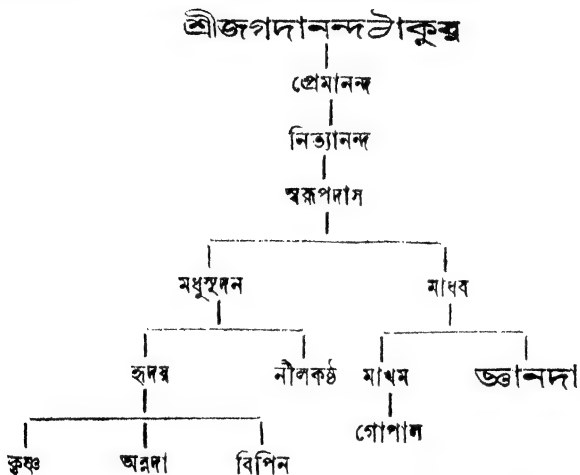 শ্রীজগদানন্দঠাকুর
প্রেমানন্দ
নিত্যানন্দ
স্বরূপদাস
মধুসূদন মাধব
হৃদয় নীলকণ্ঠ মাখম জ্ঞানদা
গোপাল
কৃষ্ণ অন্নদা বিপিন